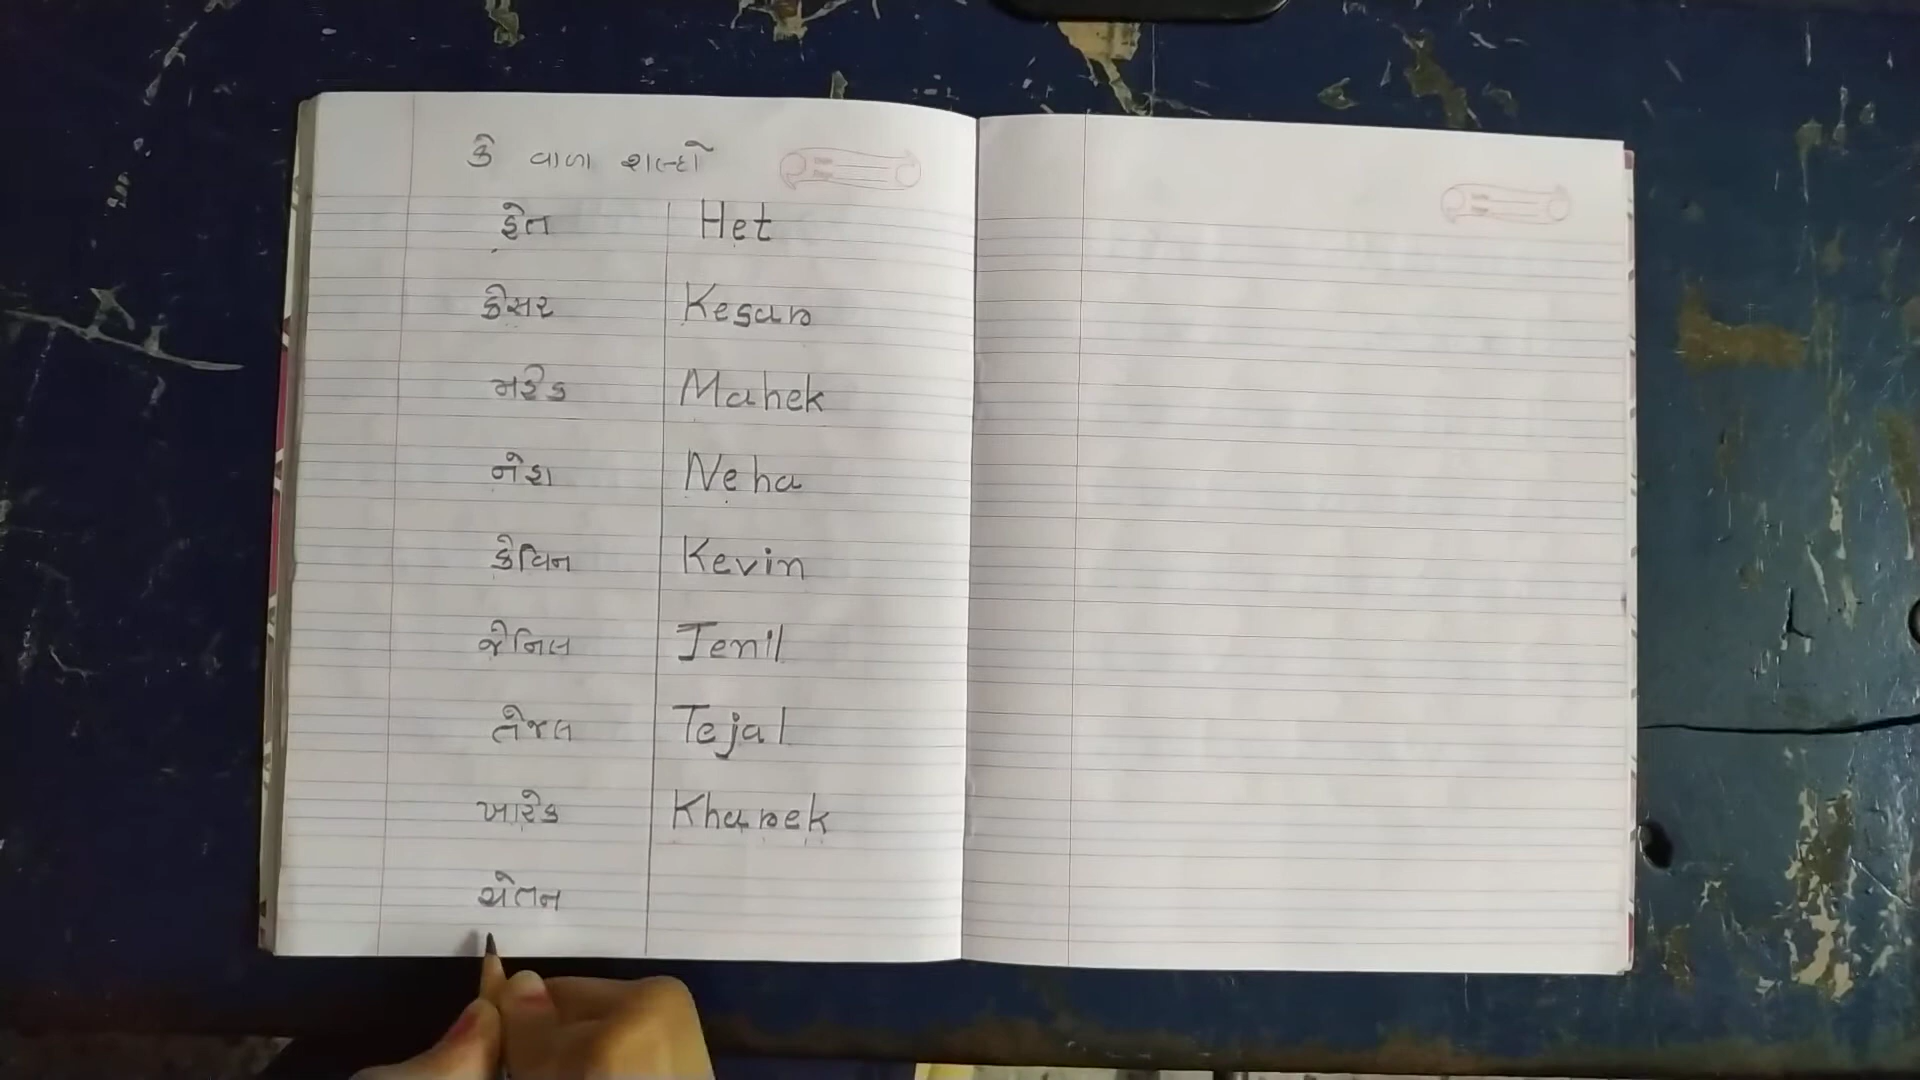 કે વાળા શબ્દો
હેત Het
કેસર Kesar
મહેક Mahek
નેહા Neha
કેવિન Kevin
જેનિલ Jenil
તેજલ Tejal
ખારેક Kharek
ચેતન